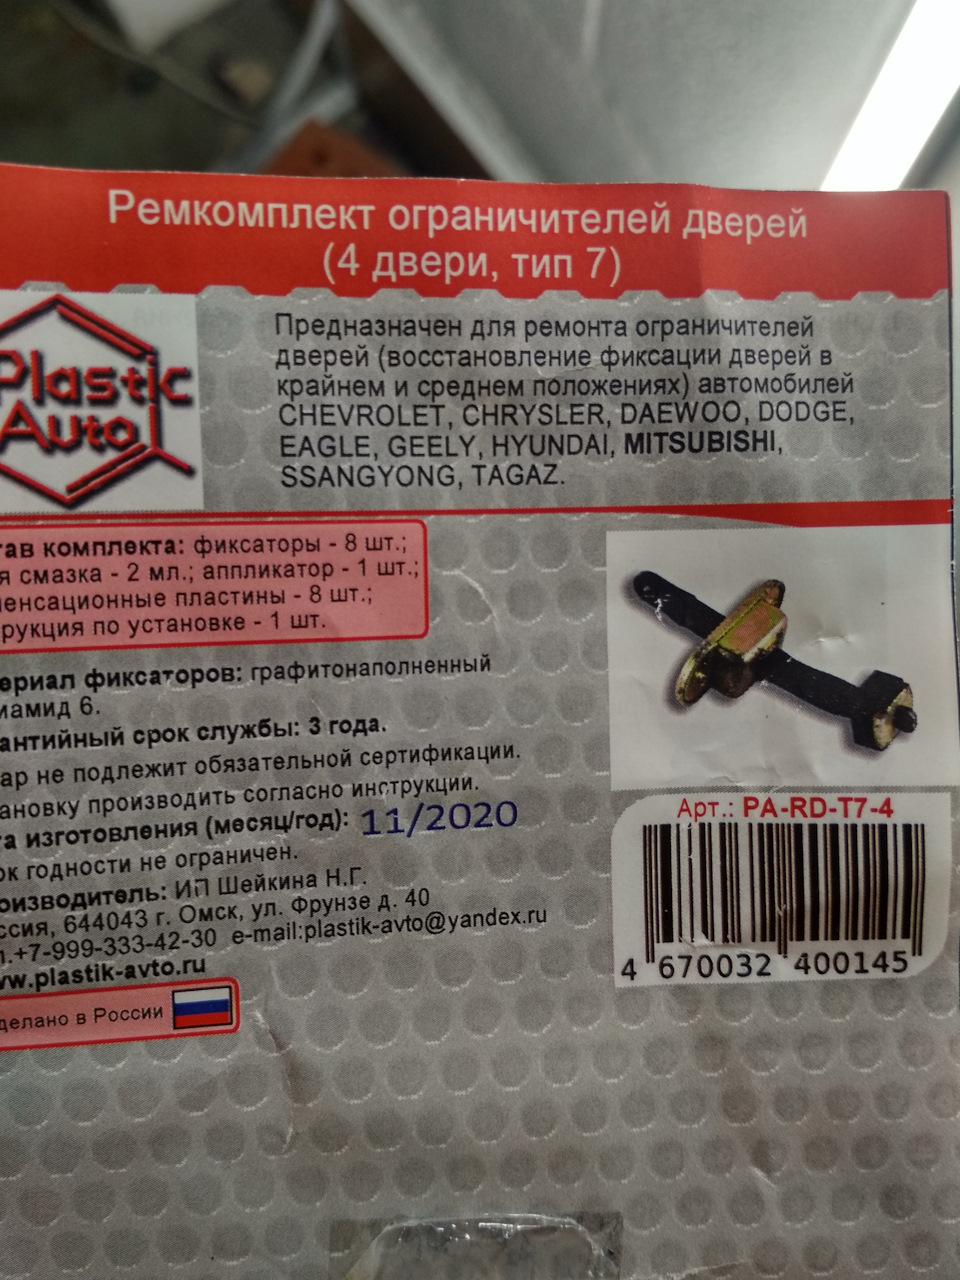 Ремкомплект ограничителей дверей
(4 двери, тип 7)
Plastic
Auto
Предназначен для ремонта ограничителей
дверей (восстановление фиксации дверей в
крайнем и среднем положениях) автомобилей
CHEVROLET, CHRYSLER, DAEWOO, DODGE,
EAGLE, GEELY, HYUNDAI, MITSUBISHI,
SSANGYONG, TAGAZ.
тав комплекта: фиксаторы - 8 шт.;
я смазка - 2 мл.; аппликатор - 1 шт.;
енсационные пластины - 8 шт.;
рукция по установке - 1 шт.
ериал фиксаторов: графитонаполненный
иамид 6.
антийный срок службы: 3 года.
ар не подлежит обязательной сертификации.
ановку производить согласно инструкции.
а изготовления (месяц/год): 11/2020
ок годности не ограничен.
оизводитель: ИП Шейкина Н.Г.
ссия, 644043 г. Омск, ул. Фрунзе д. 40
.+7-999-333-42-30 e-mail:plastik-avto@yandex.ru
ww.plastik-avto.ru
делано в России
Арт.: PA-RD-T7-4
4 670032 400145